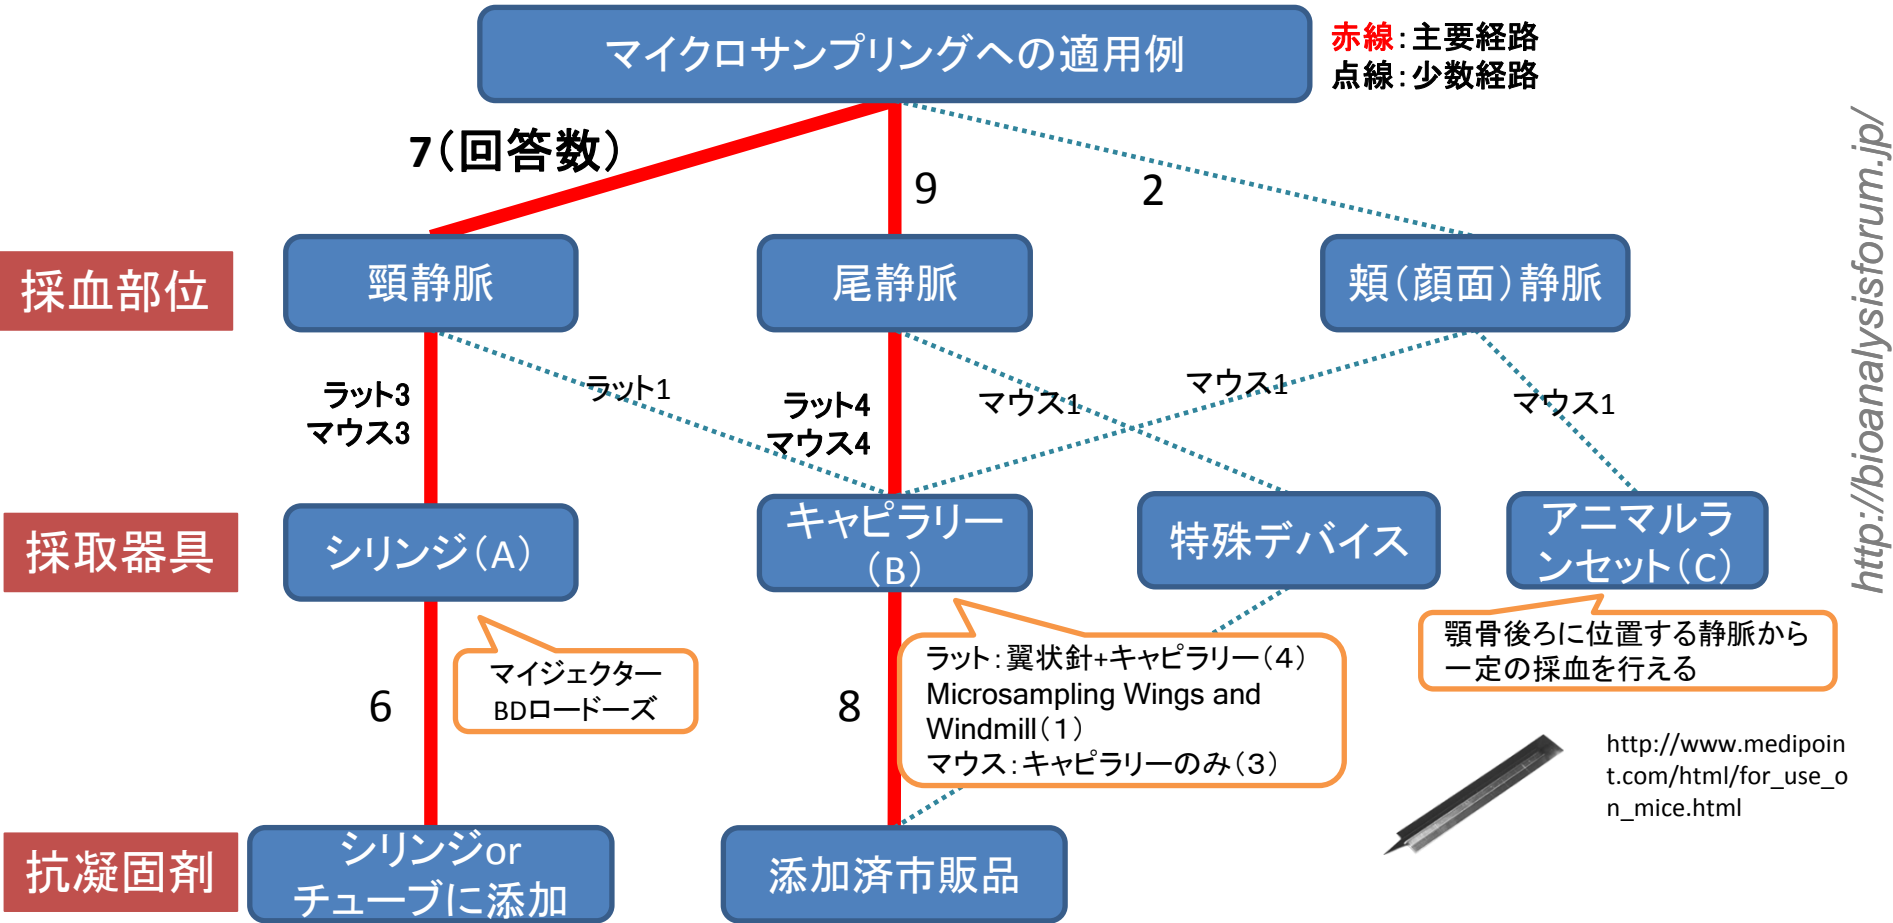 マイクロサンプリングへの適用例
赤線：主要経路
点線：少数経路
7（回答数）
9
2
採血部位
頸静脈
尾静脈
頬（顔面）静脈
ラット3
マウス3
ラット1
ラット4
マウス4
マウス1
マウス1
マウス1
採取器具
シリンジ（A）
キャピラリー
（B）
特殊デバイス
アニマルラ
ンセット（C）
マイジェクター
BDロードーズ
ラット：翼状針+キャピラリー（4）
Microsampling Wings and
Windmill（1）
マウス：キャピラリーのみ（3）
顎骨後ろに位置する静脈から
一定の採血を行える
6
8
http://www.medipoin
t.com/html/for_use_o
n_mice.html
抗凝固剤
シリンジor
チューブに添加
添加済市販品
http://bioanalysisforum.jp/